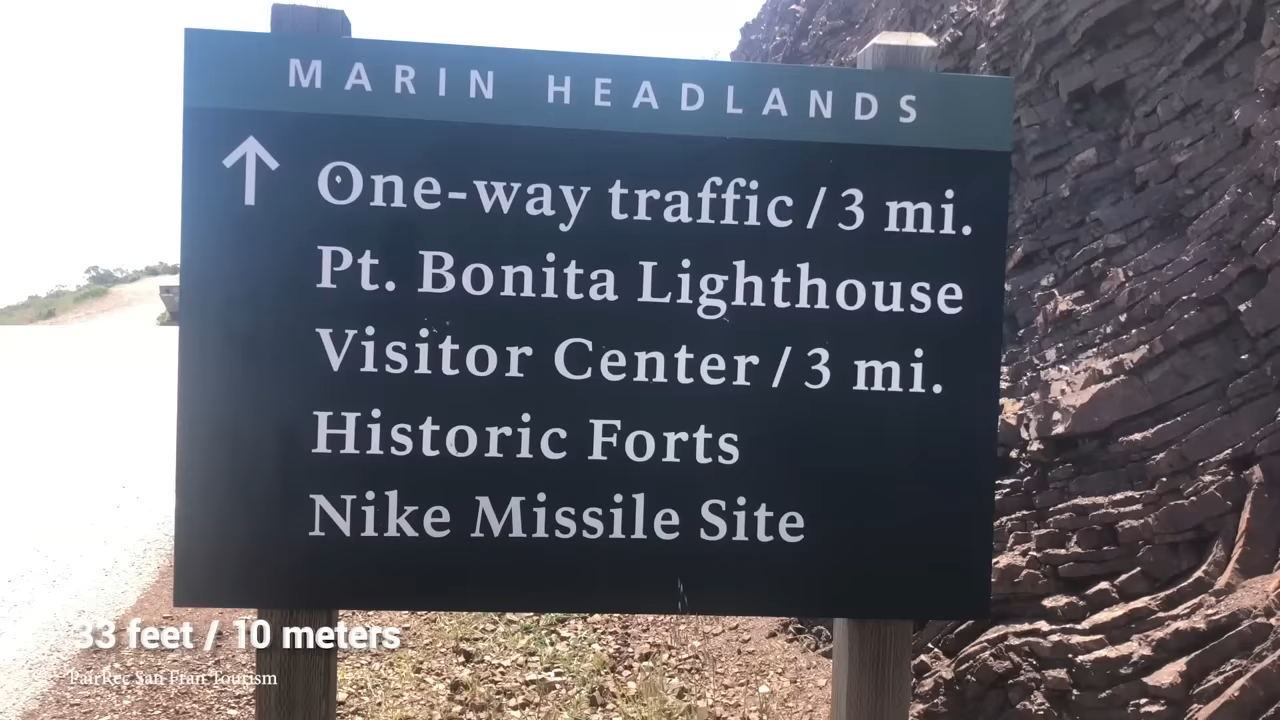 MARIN HEADLANDS
↑ One-way traffic / 3 mi.
Pt. Bonita Lighthouse
Visitor Center / 3 mi.
Historic Forts
Nike Missile Site
33 feet / 10 meters
PairRec San Fran Tourism